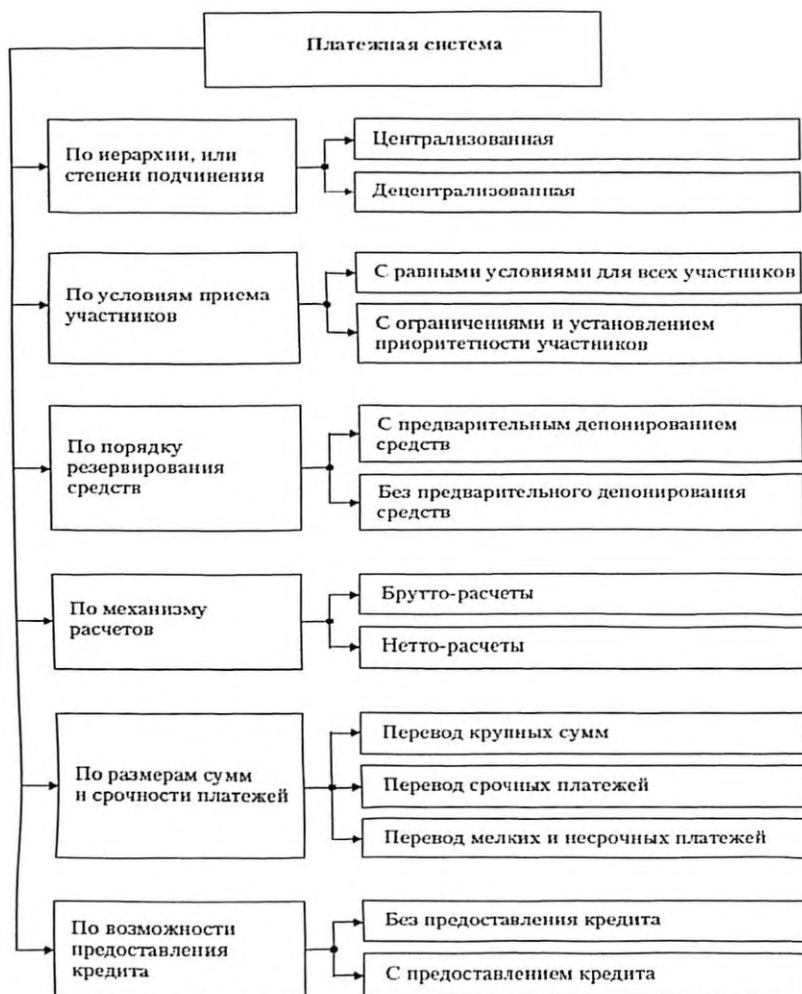 Платежная система
По иерархии, или
степени подчинения
Централизованная
Децентрализованная
По условиям приема
участников
С равными условиями для всех участников
С ограничениями и установлением
приоритетности участников
По порядку
резервирования
средств
С предварительным депонированием
средств
Без предварительного депонирования
средств
По механизму
расчетов
Брутто-расчеты
Нетто-расчеты
По размерам сумм
и срочности платежей
Перевод крупных сумм
Перевод срочных платежей
Перевод мелких и несрочных платежей
По возможности
предоставления
кредита
Без предоставления кредита
С предоставлением кредита